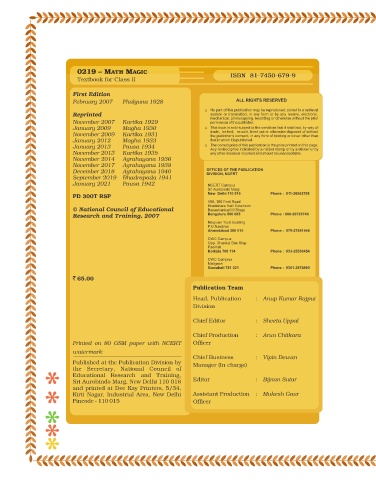 0219 – MATH MAGIC
Textbook for Class II
ISBN 81-7450-679-9
First Edition
February 2007 Phalguna 1928
Reprinted
November 2007 Kartika 1929
January 2009 Magha 1930
November 2009 Kartika 1931
January 2012 Magha 1933
January 2013 Pausa 1934
November 2013 Kartika 1935
November 2014 Agrahayana 1936
November 2017 Agrahayana 1939
December 2018 Agrahayana 1940
September 2019 Bhadrapada 1941
January 2021 Pausa 1942
PD 300T RSP
© National Council of Educational
Research and Training, 2007
₹ 65.00
Printed on 80 GSM paper with NCERT
watermark
Published at the Publication Division by
the Secretary, National Council of
Educational Research and Training,
Sri Aurobindo Marg, New Delhi 110 016
and printed at Dee Kay Printers, 5/34,
Kirti Nagar, Industrial Area, New Delhi
Pincode - 110 015
ALL RIGHTS RESERVED
OFFICES OF THE PUBLICATION
DIVISION, NCERT
NCERT Campus
Sri Aurobindo Marg
New Delhi 110 016 Phone : 011-26562708
108, 100 Feet Road
Bengaluru 560 085 Phone : 080-26725740
Navjivan Trust Building
P.O.Navjivan
Ahmedabad 380 014 Phone : 079-27541446
CWC Campus
Opp. Dhankal Bus Stop
Panihati
Kolkata 700 114 Phone : 033-25530454
CWC Complex
Maligaon
Guwahati 781 021 Phone : 0361-2674869
Publication Team
Head, Publication : Anup Kumar Rajput
Division
Chief Editor : Shveta Uppal
Chief Production : Arun Chitkara
Officer
Chief Business : Vipin Dewan
Manager (In charge)
Editor : Bijnan Sutar
Assistant Production : Mukesh Gaur
Officer